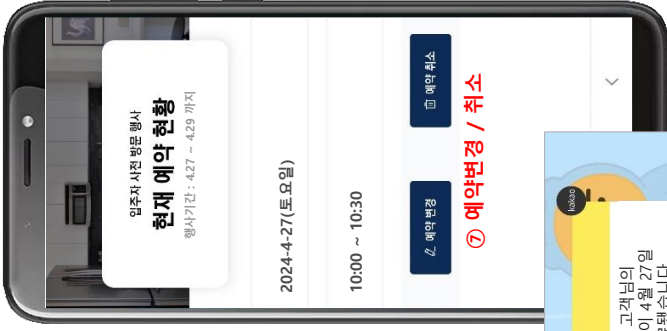 입주자 사전 방문 행사
현재 예약 현황
행사기간 : 4.27 ~ 4.29 까지
2024-4-27(토요일)
10:00 ~ 10:30
예약 변경
예약 취소
⑦ 예약변경 / 취소
kakao
고객님의
이 4월 27일